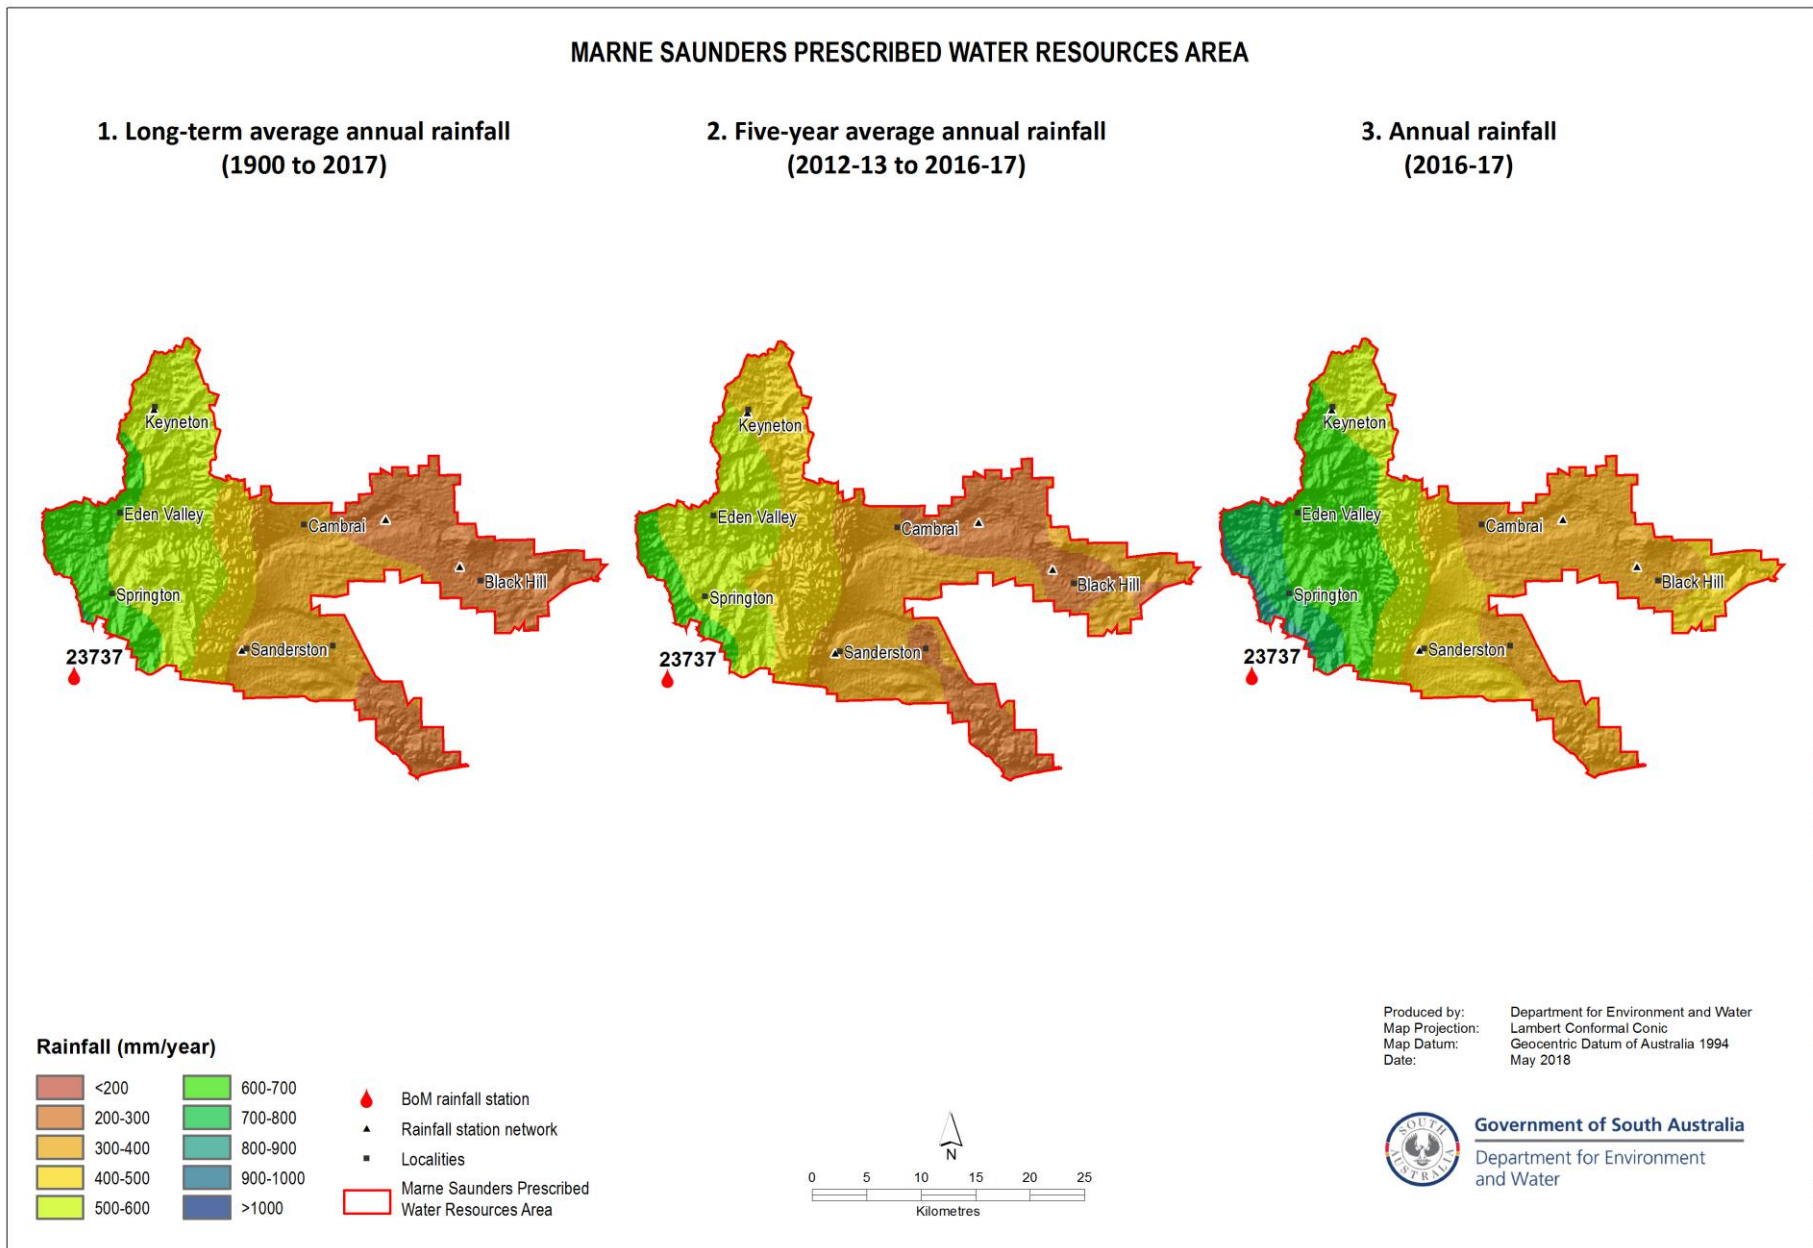 MARNE SAUNDERS PRESCRIBED WATER RESOURCES AREA
1. Long-term average annual rainfall
(1900 to 2017)
2. Five-year average annual rainfall
(2012-13 to 2016-17)
3. Annual rainfall
(2016-17)
Keyneton
Eden Valley
Cambrai
Black Hill
Springton
Sanderston
23737
Keyneton
Eden Valley
Cambrai
Black Hill
Springton
Sanderston
23737
Keyneton
Eden Valley
Cambrai
Black Hill
Springton
Sanderston
23737
Rainfall (mm/year)
<200
200-300
300-400
400-500
500-600
600-700
700-800
800-900
900-1000
>1000
BoM rainfall station
Rainfall station network
Localities
Marne Saunders Prescribed
Water Resources Area
N
0 5 10 15 20 25
Kilometres
Produced by: Department for Environment and Water
Map Projection: Lambert Conformal Conic
Map Datum: Geocentric Datum of Australia 1994
Date: May 2018
SOUTH
AUSTRALIA
Government of South Australia
Department for Environment
and Water